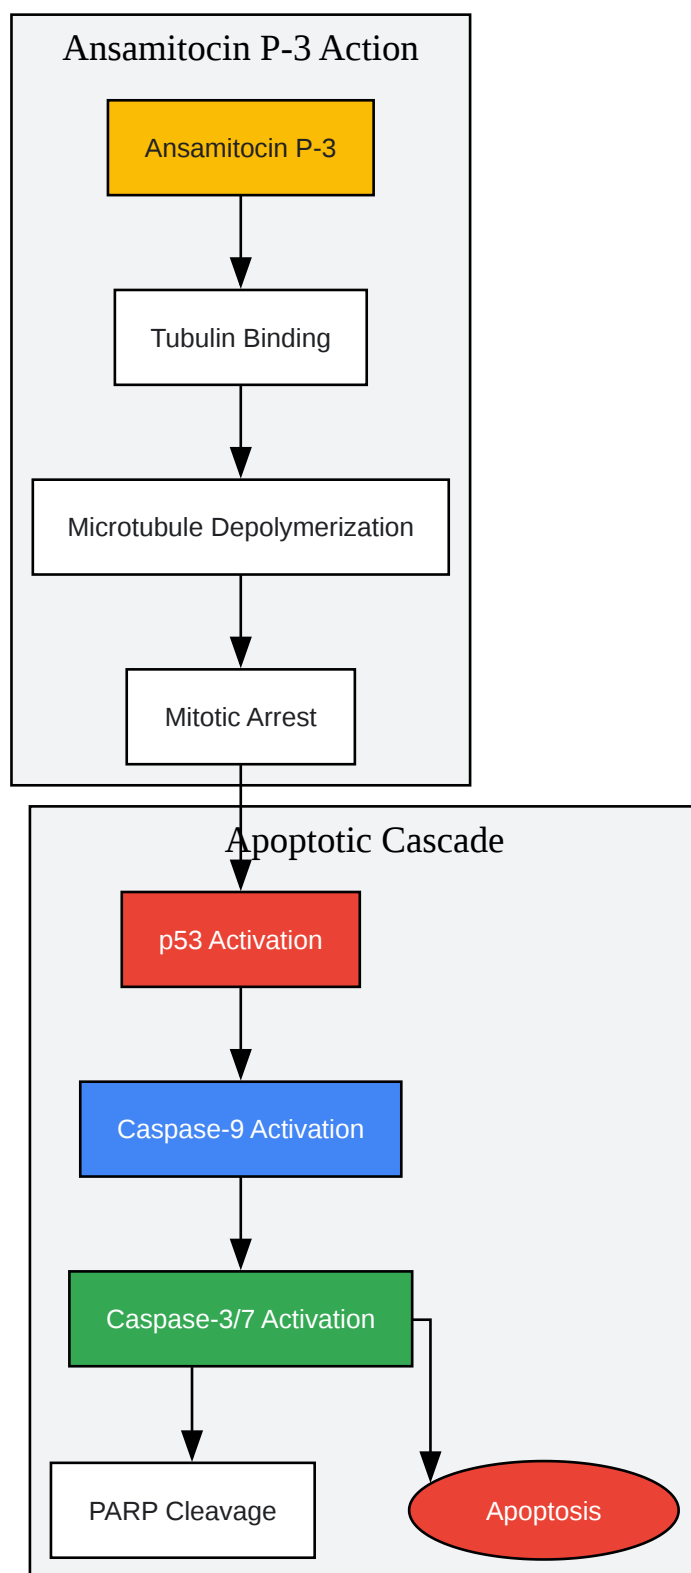 Ansamitocin P-3 Action
Ansamitocin P-3
Tubulin Binding
Microtubule Depolymerization
Mitotic Arrest
Apoptotic Cascade
p53 Activation
Caspase-9 Activation
Caspase-3/7 Activation
PARP Cleavage
Apoptosis